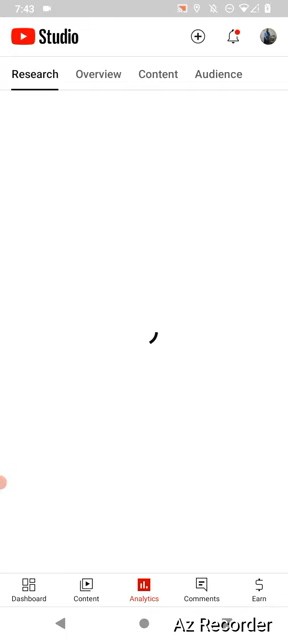 7:43
Studio
Research Overview Content Audience
Dashboard Content Analytics Comments Earn
Az Recorder